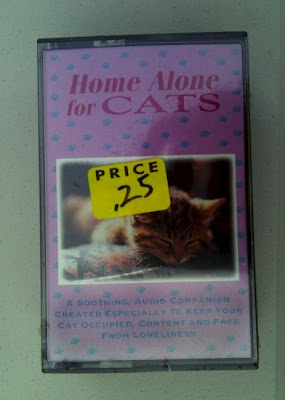 Home Alone
for CATS
PRICE
.25
A SOOTHING, AUDIO COMPANION
CREATED ESPECIALLY TO KEEP YOUR
CAT OCCUPIED, CONTENT AND FREE
FROM LONELINESS